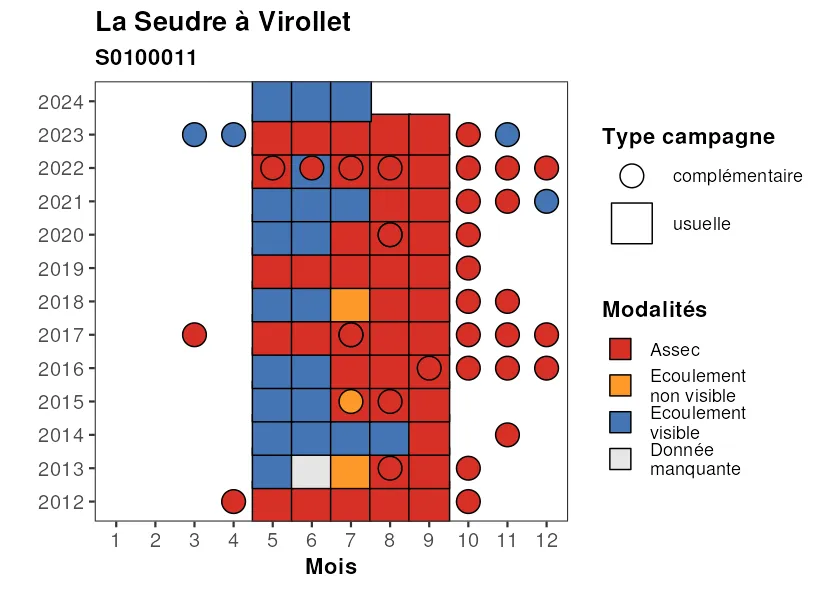 La Seudre à Virollet
S0100011
2024
2023
2022
2021
2020
2019
2018
2017
2016
2015
2014
2013
2012
1 2 3 4 5 6 7 8 9 10 11 12
Mois
Type campagne
complémentaire
usuelle
Modalités
Assec
Ecoulement
non visible
Ecoulement
visible
Donnée
manquante